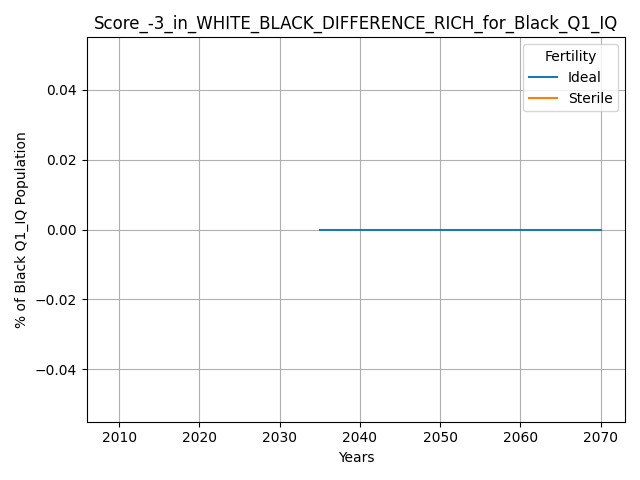 Score_-3_in_WHITE_BLACK_DIFFERENCE_RICH_for_Black_Q1_IQ
Fertility
Ideal
Sterile
% of Black Q1_IQ Population
0.04
0.02
0.00
−0.02
−0.04
2010 2020 2030 2040 2050 2060 2070
Years